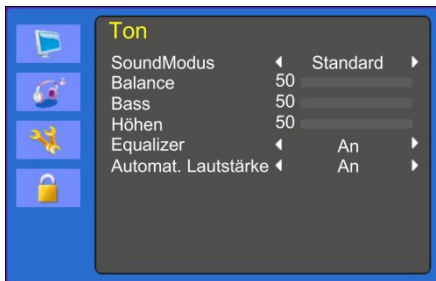 Ton
SoundModus Standard
Balance 50
Bass 50
Höhen 50
Equalizer An
Automat. Lautstärke An